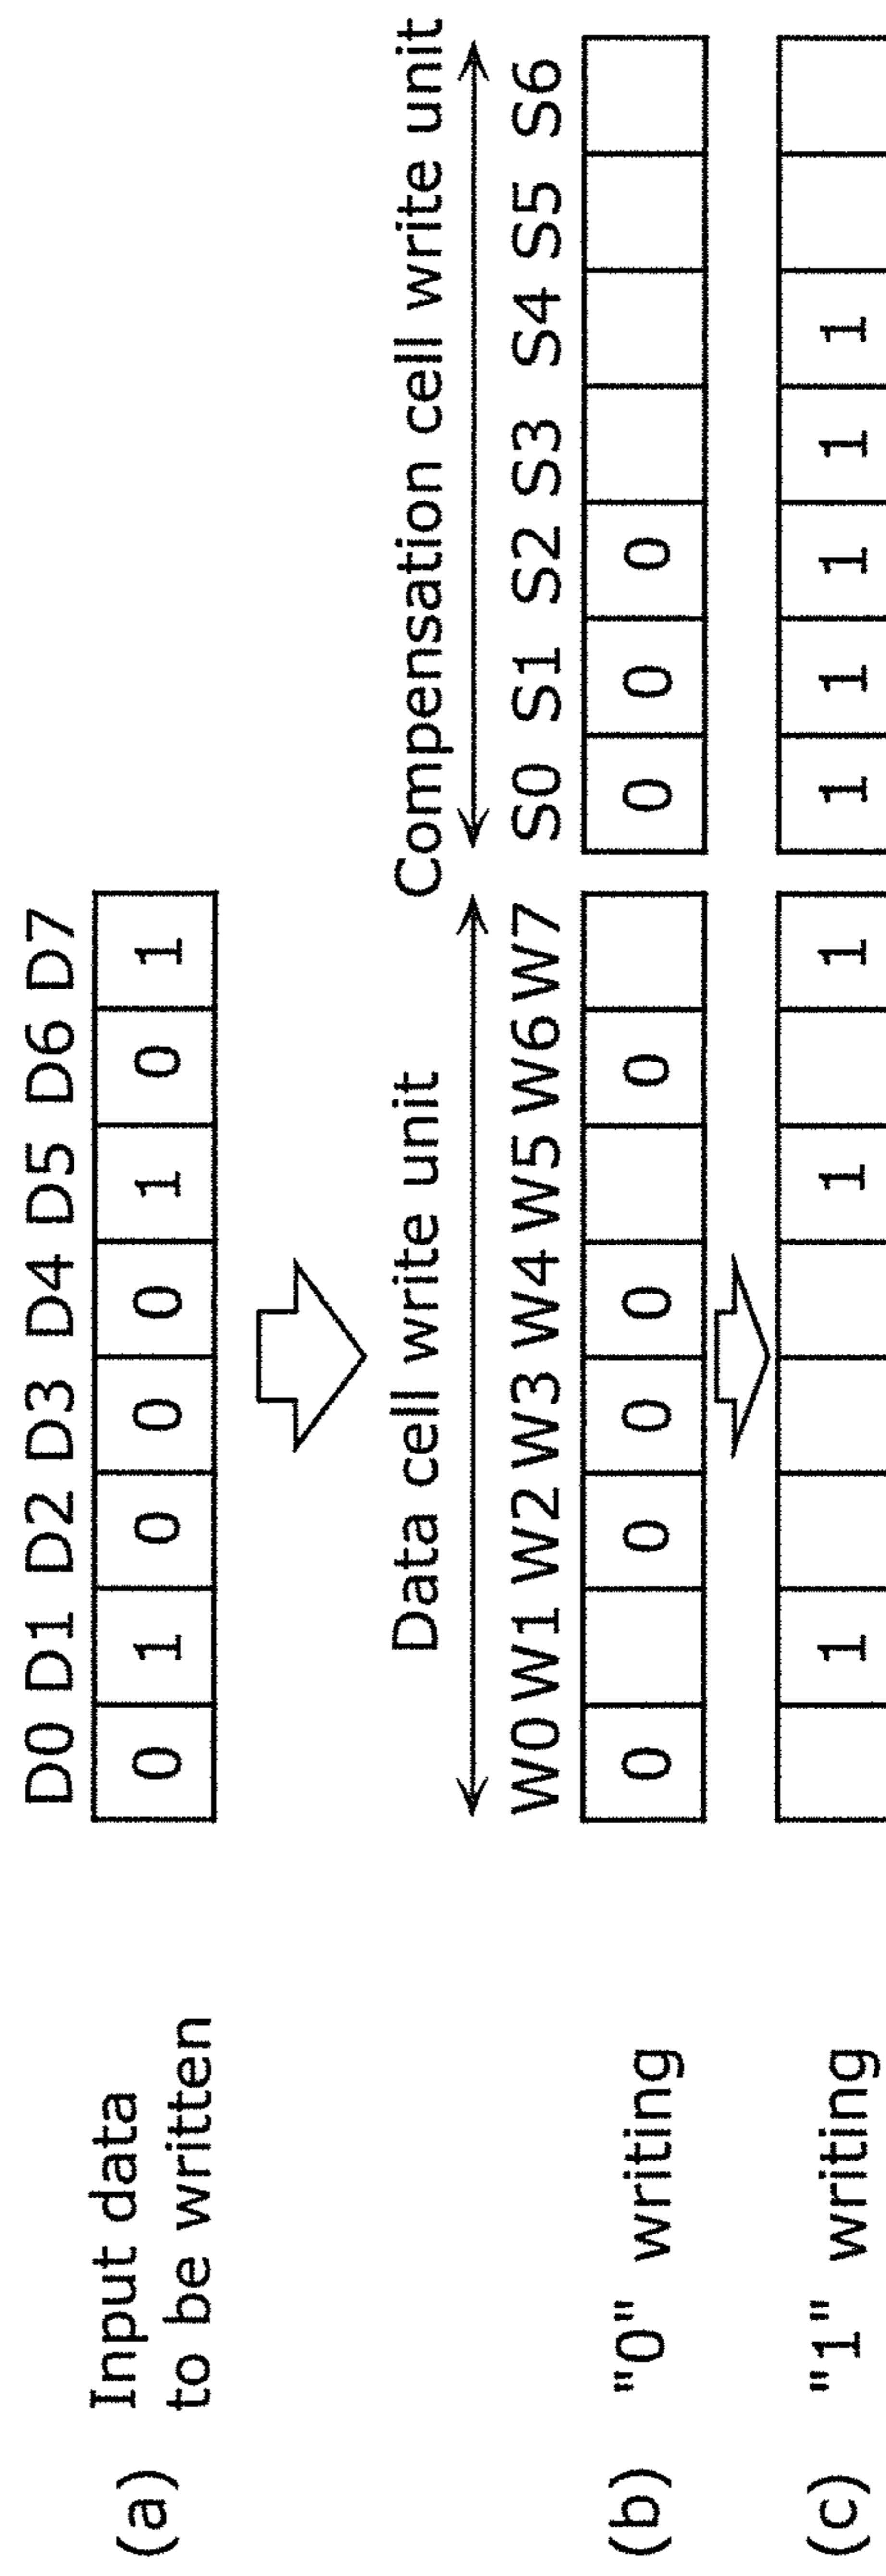 D0 D1 D2 D3 D4 D5 D6 D7
(a) Input data 0 1 0 0 0 1 0 1
to be written
Data cell write unit Compensation cell write unit
W0 W1 W2 W3 W4 W5 W6 W7 S0 S1 S2 S3 S4 S5 S6
(b) "0" writing 0 0 0 0 0 0 0 0
(c) "1" writing 1 1 1 1 1 1 1 1